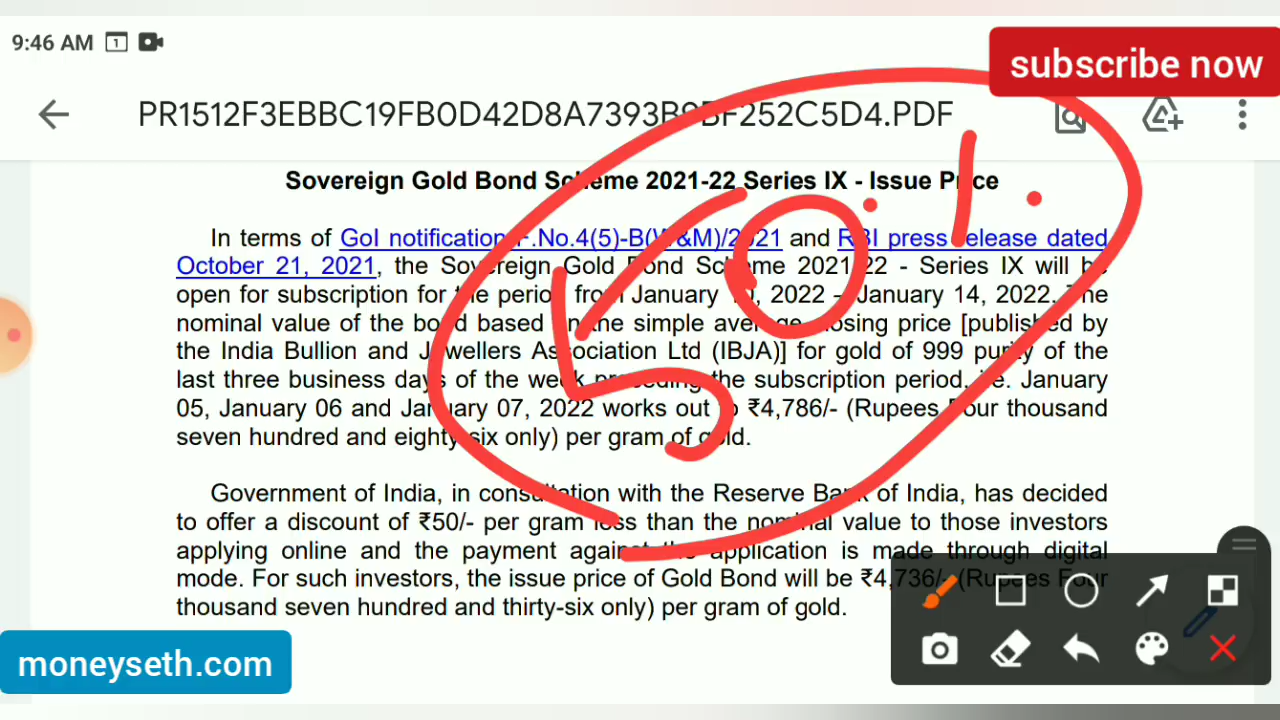 9:46 AM
subscribe now
PR1512F3EBBC19FB0D42D8A7393B9BF252C5D4.PDF
Sovereign Gold Bond Scheme 2021-22 Series IX - Issue Price
50%
In terms of GoI notification F.No.4(5)-B(W&M)/2021 and RBI press release dated
October 21, 2021, the Sovereign Gold Bond Scheme 2021-22 - Series IX will be
open for subscription for the period from January 10, 2022 – January 14, 2022. The
nominal value of the bond based on the simple average closing price [published by
the India Bullion and Jewellers Association Ltd (IBJA)] for gold of 999 purity of the
last three business days of the week preceding the subscription period, i.e. January
05, January 06 and January 07, 2022 works out to ₹4,786/- (Rupees Four thousand
seven hundred and eighty-six only) per gram of gold.
Government of India, in consultation with the Reserve Bank of India, has decided
to offer a discount of ₹50/- per gram less than the nominal value to those investors
applying online and the payment against the application is made through digital
mode. For such investors, the issue price of Gold Bond will be ₹4,736/- (Rupees Four
thousand seven hundred and thirty-six only) per gram of gold.
moneyseth.com